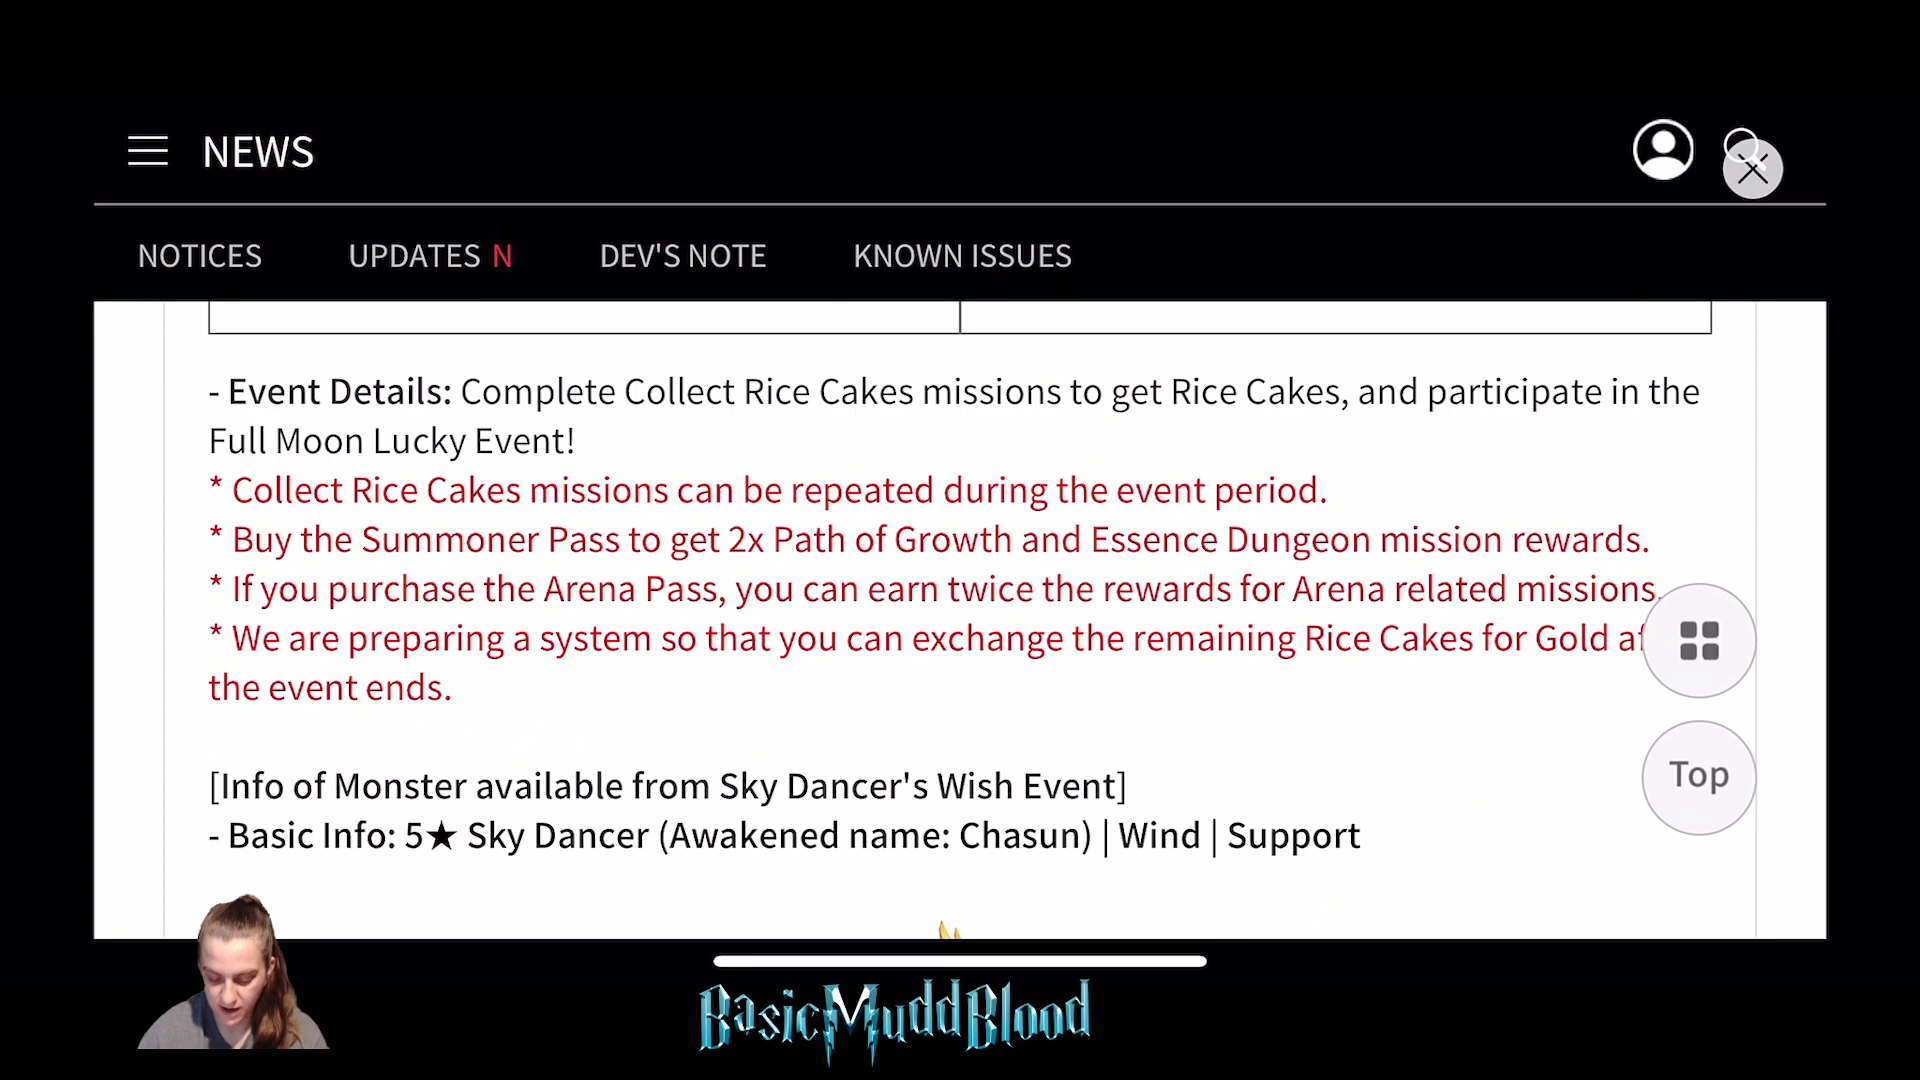 NEWS
NOTICES UPDATES N DEV'S NOTE KNOWN ISSUES
- Event Details: Complete Collect Rice Cakes missions to get Rice Cakes, and participate in the
Full Moon Lucky Event!
* Collect Rice Cakes missions can be repeated during the event period.
* Buy the Summoner Pass to get 2x Path of Growth and Essence Dungeon mission rewards.
* If you purchase the Arena Pass, you can earn twice the rewards for Arena related missions.
* We are preparing a system so that you can exchange the remaining Rice Cakes for Gold
the event ends.
[Info of Monster available from Sky Dancer's Wish Event]
Top
- Basic Info: 5★ Sky Dancer (Awakened name: Chasun) | Wind | Support
BasicMuddBlood